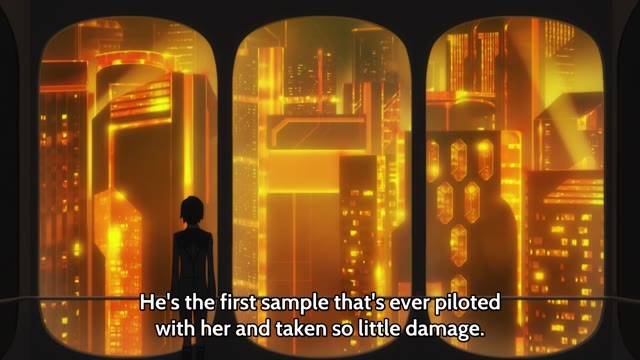 He's the first sample that's ever piloted
with her and taken so little damage.